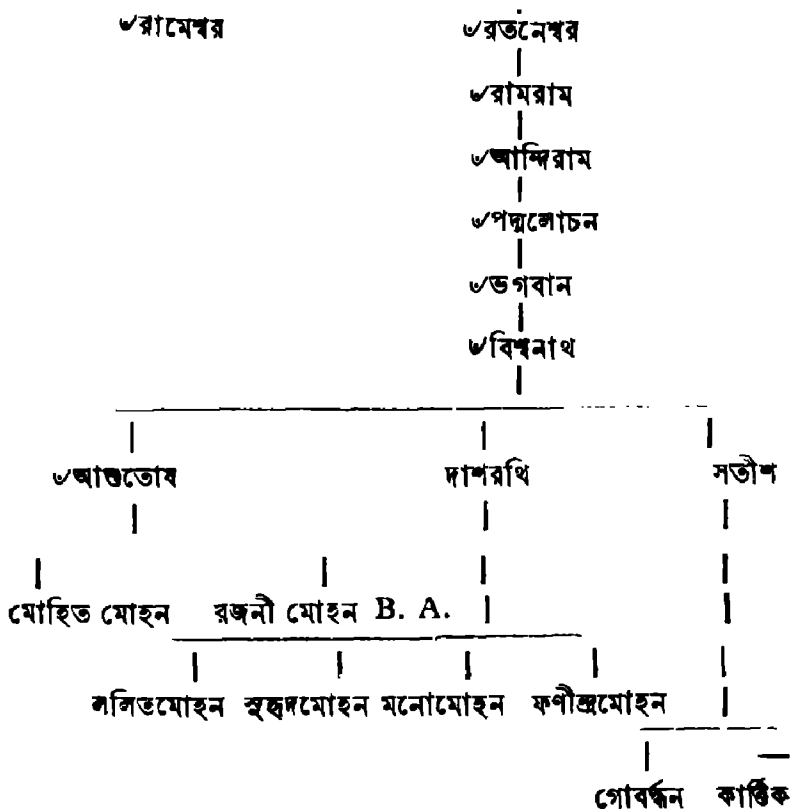 ৺রামেশ্বর ৺রতনেশ্বর
৺রামরাম
৺আন্দিরাম
৺পদ্মলোচন
৺ভগবান
৺বিশ্বনাথ
৺আশুতোষ দাশরথি সতীশ
মোহিত মোহন রজনী মোহন B. A.
ললিতমোহন সুহৃদমোহন মনোমোহন ফণীন্দ্রমোহন
গোবর্দ্ধন কার্ত্তিক